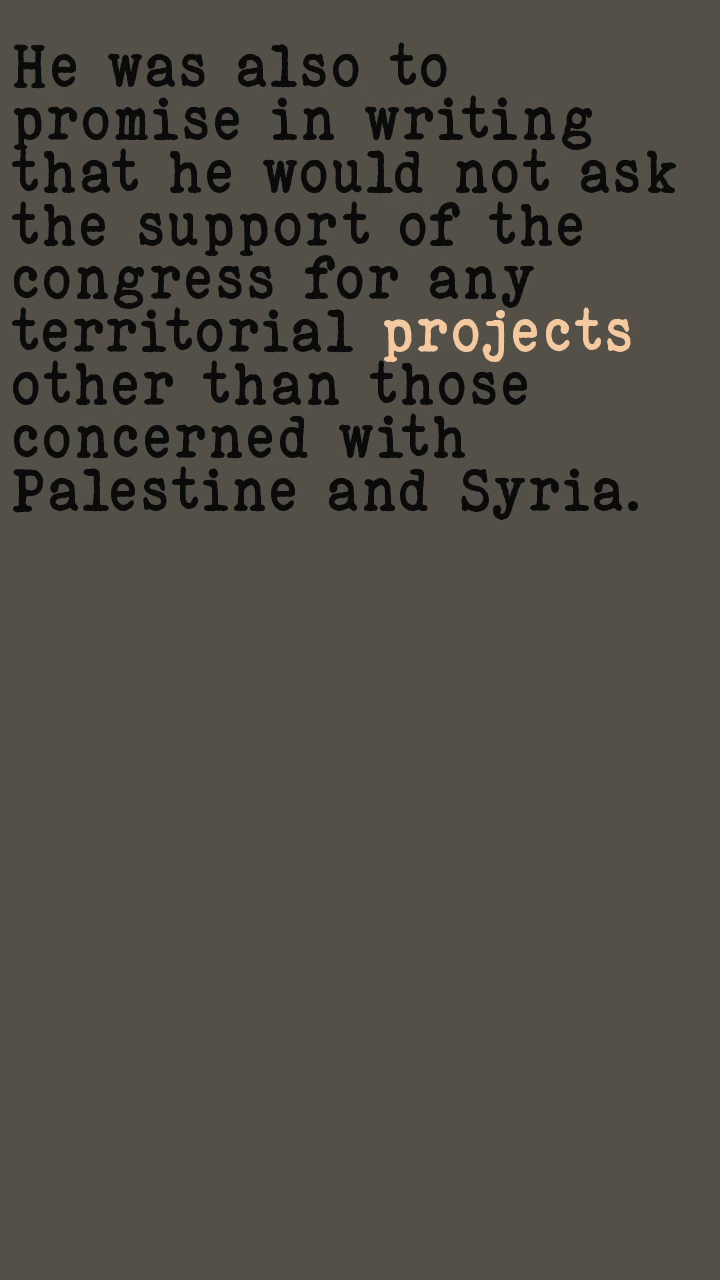 He was also to
promise in writing
that he would not ask
the support of the
congress for any
territorial projects
other than those
concerned with
Palestine and Syria.